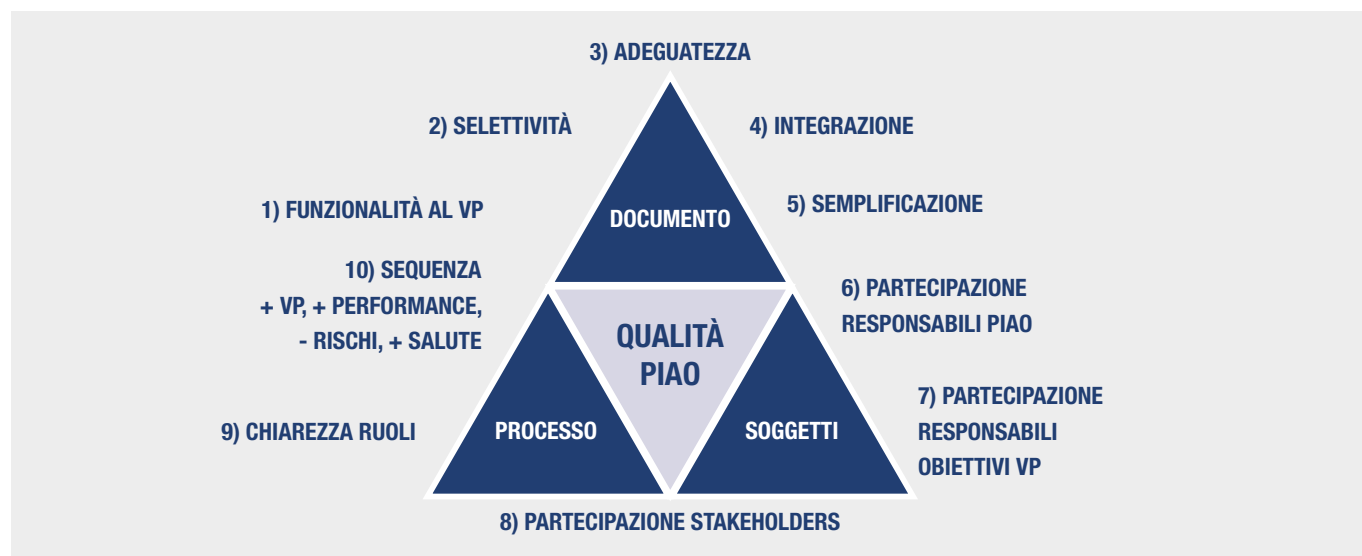 3) ADEGUATEZZA
2) SELETTIVITÀ
4) INTEGRAZIONE
1) FUNZIONALITÀ AL VP
5) SEMPLIFICAZIONE
DOCUMENTO
10) SEQUENZA
+ VP, + PERFORMANCE,
- RISCHI, + SALUTE
6) PARTECIPAZIONE
RESPONSABILI PIAO
QUALITÀ
PIAO
9) CHIAREZZA RUOLI
PROCESSO
SOGGETTI
7) PARTECIPAZIONE
RESPONSABILI
OBIETTIVI VP
8) PARTECIPAZIONE STAKEHOLDERS